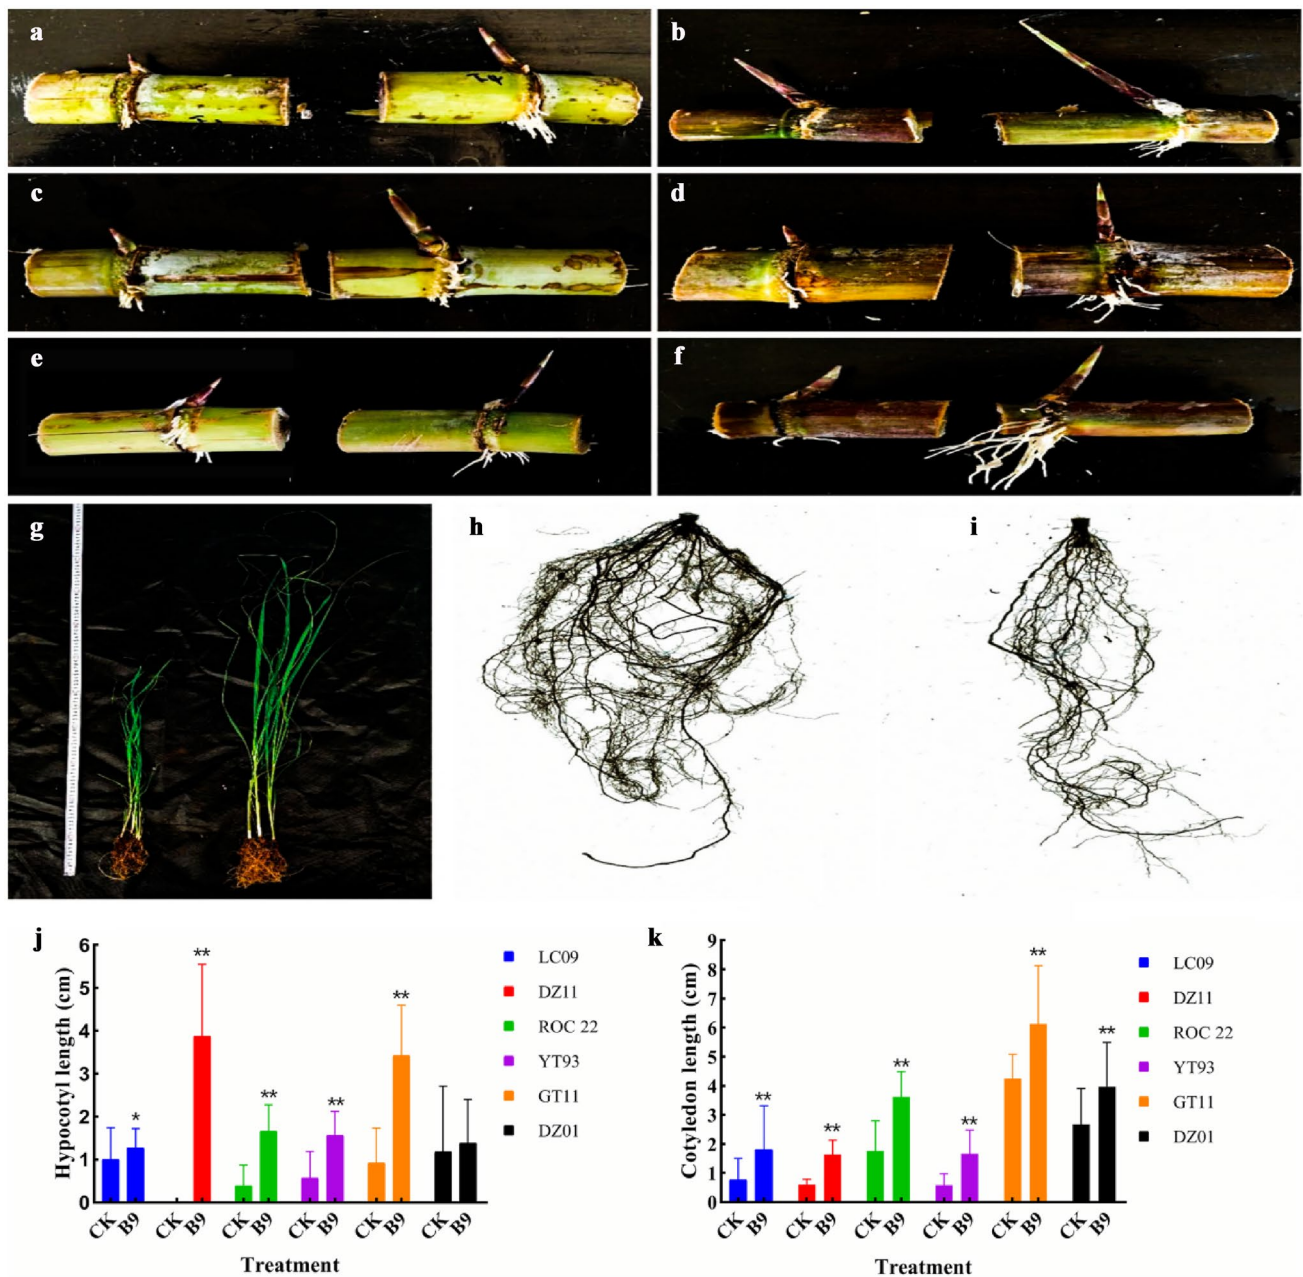 a
b
c
d
e
f
g
h
i
j
Hypocotyl length (cm)
6
5
4
3
2
1
0
*
**
**
**
**
CK
B9
CK
B9
CK
B9
CK
B9
CK
B9
CK
B9
Treatment
LC09
DZ11
ROC 22
YT93
GT11
DZ01
k
Cotyledon length (cm)
9
8
7
6
5
4
3
2
1
0
**
**
**
**
**
**
CK
B9
CK
B9
CK
B9
CK
B9
CK
B9
CK
B9
Treatment
LC09
DZ11
ROC 22
YT93
GT11
DZ01